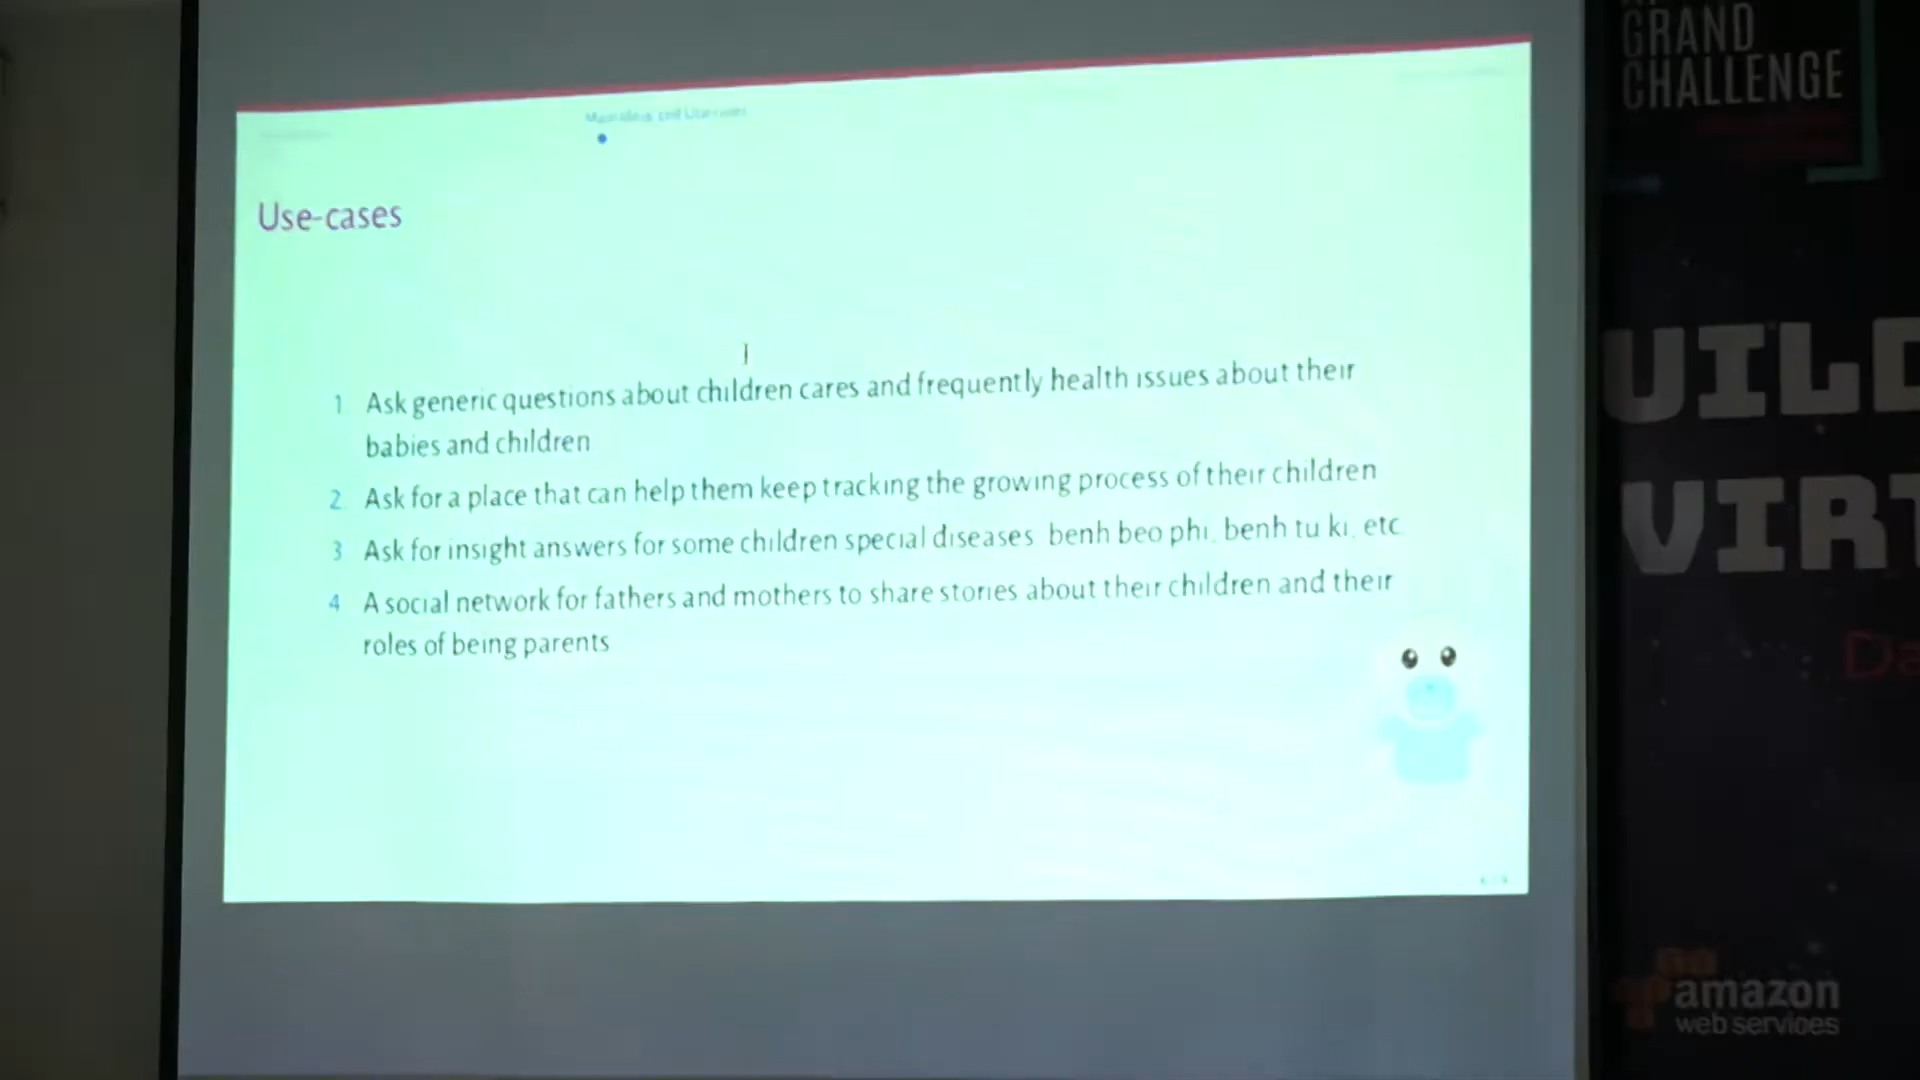 GRAND
CHALLENGE
Use-cases
1 Ask generic questions about children cares and frequently health issues about their
babies and children
2. Ask for a place that can help them keep tracking the growing process of their children
3 Ask for insight answers for some children special diseases benh beo phi, benh tu ki, etc
4 A social network for fathers and mothers to share stories about their children and their
roles of being parents
UILD
VIRT
Da
amazon
web services